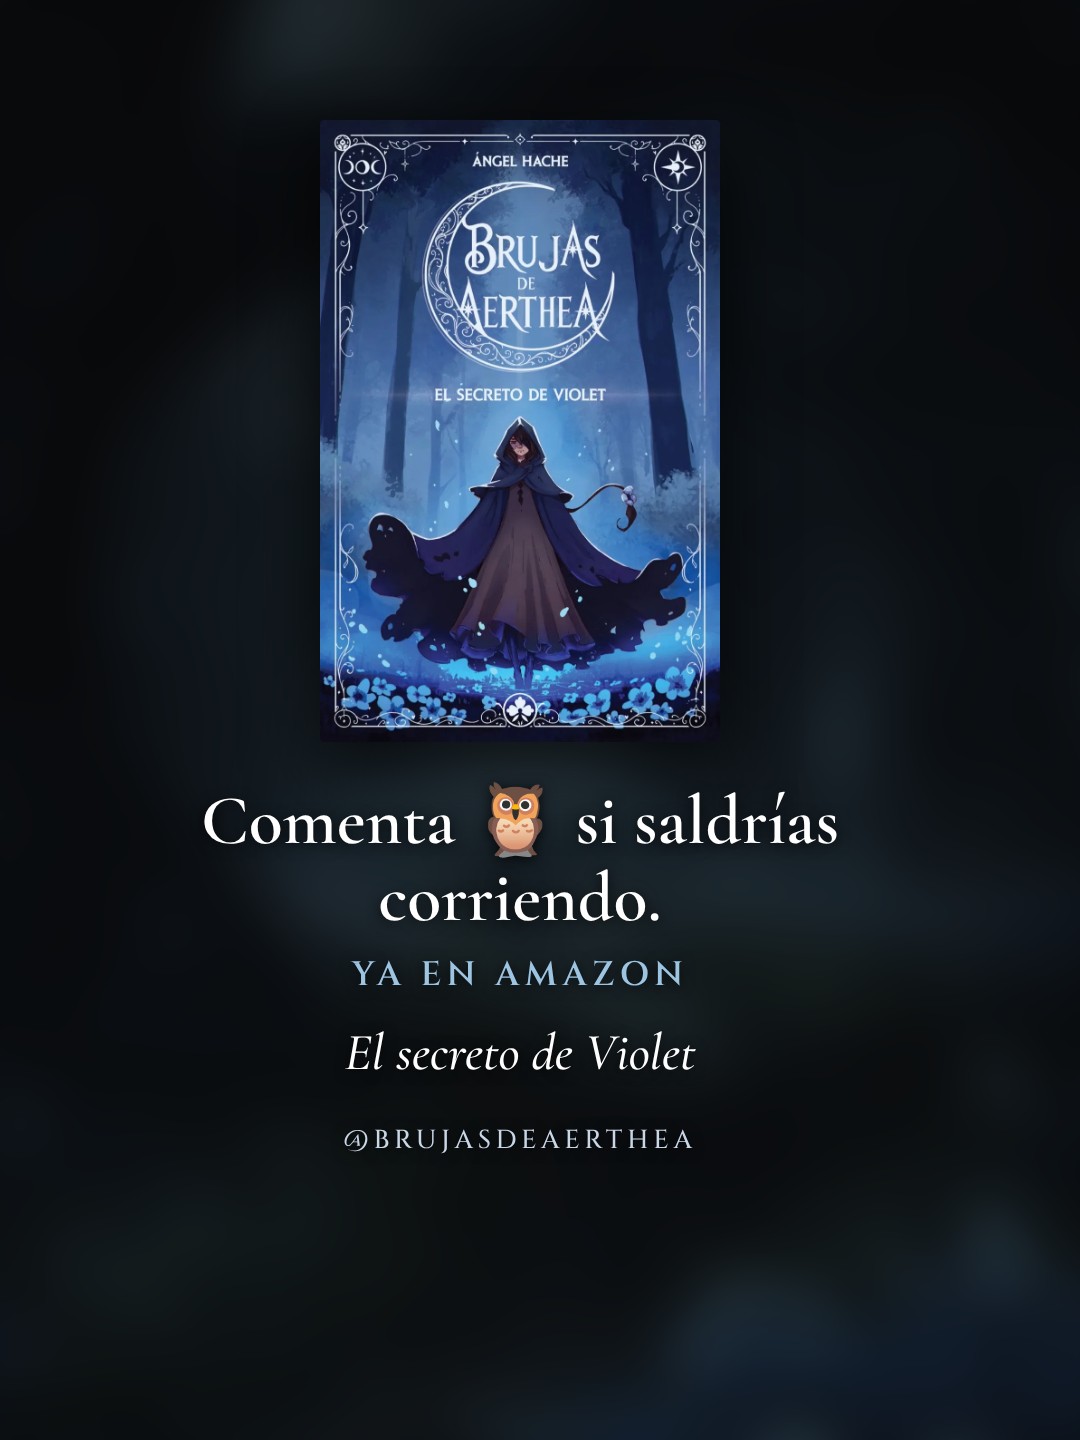 ÁNGEL HACHE
BRUJAS
DE
AERTHEA
EL SECRETO DE VIOLET
Comenta 🦉 si saldrías
corriendo.
YA EN AMAZON
El secreto de Violet
@BRUJASDEAERTHEA